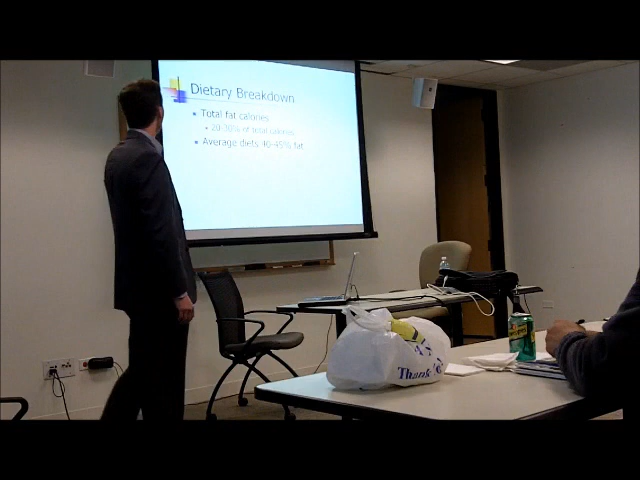 Dietary Breakdown
Total fat calories
20-30% of total calories
Average diets 40-45% fat
Thank